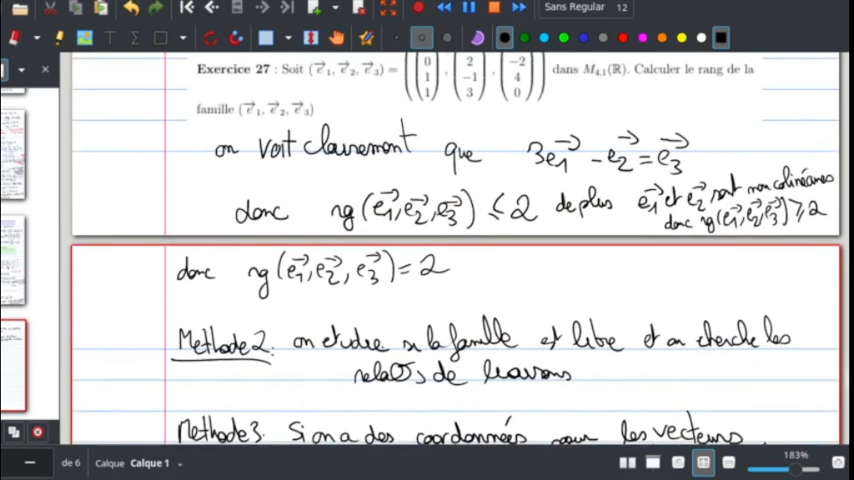 Sans Regular 12
Exercice 27 : Soit (e⃗₁, e⃗₂, e⃗₃) = ((0 1 1), (2 −1 3), (−2 4 0)) dans M₄,₁(ℝ). Calculer le rang de la
famille (e⃗₁, e⃗₂, e⃗₃)
on voit clairement que 3e⃗₁ − e⃗₂ = e⃗₃
donc rg(e⃗₁, e⃗₂, e⃗₃) ⩽ 2 de plus e⃗₁ et e⃗₂ sont non colinéaires
donc rg(e⃗₁, e⃗₂, e⃗₃) ⩾ 2
donc rg(e⃗₁, e⃗₂, e⃗₃) = 2
Methode 2 : on etudie si la famille est libre et on cherche les
relat°s de liaisons
Methode 3. Si on a des coordonnées pour les vecteurs
de 6 Calque Calque 1 183%